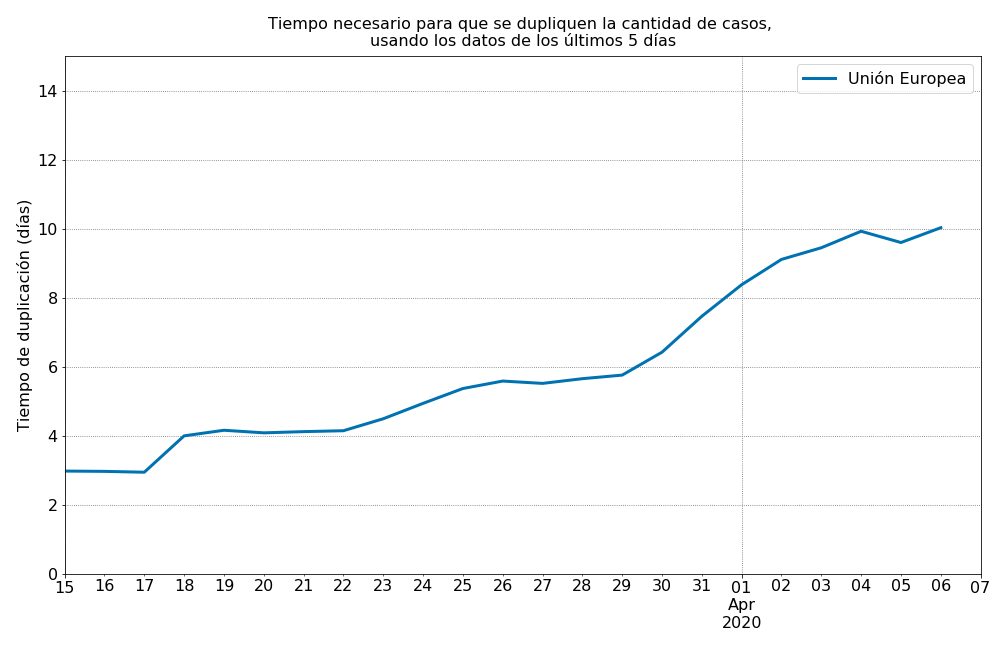 Tiempo necesario para que se dupliquen la cantidad de casos,
usando los datos de los últimos 5 días
Unión Europea
Tiempo de duplicación (días)
14
12
10
8
6
4
2
0
15 16 17 18 19 20 21 22 23 24 25 26 27 28 29 30 31 01 02 03 04 05 06 07
Apr
2020